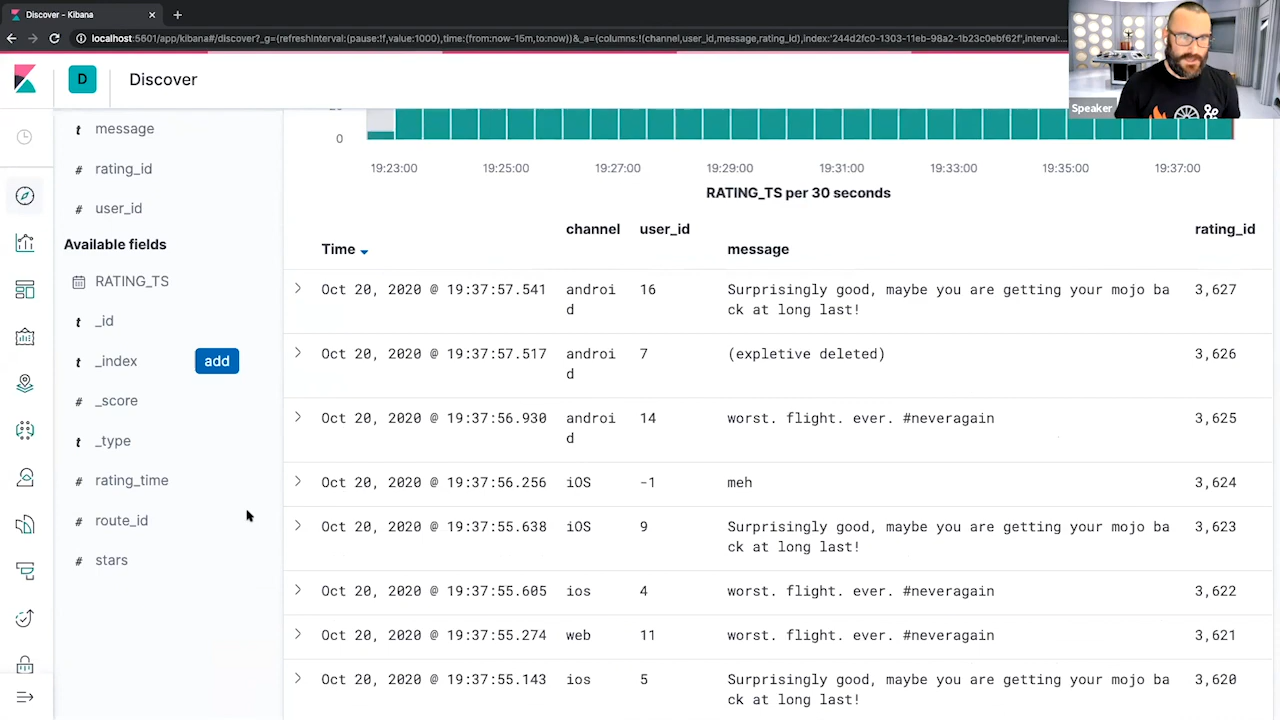 Discover - Kibana
localhost:5601/app/kibana#/discover?_g=(refreshInterval:(pause:!f,value:1000),time:(from:now-15m,to:now))&_a=(columns:!(channel,user_id,message,rating_id),index:'244d2fc0-1303-11eb-98a2-1b23c0ebf62f',interval:...
D
Discover
Speaker
t message
# rating_id
# user_id
Available fields
RATING_TS
t _id
t _index add
# _score
t _type
# rating_time
# route_id
# stars
0
19:23:00 19:25:00 19:27:00 19:29:00 19:31:00 19:33:00 19:35:00 19:37:00
RATING_TS per 30 seconds
Time channel user_id message rating_id
Oct 20, 2020 @ 19:37:57.541 androi 16 Surprisingly good, maybe you are getting your mojo ba 3,627
d ck at long last!
Oct 20, 2020 @ 19:37:57.517 androi 7 (expletive deleted) 3,626
d
Oct 20, 2020 @ 19:37:56.930 androi 14 worst. flight. ever. #neveragain 3,625
d
Oct 20, 2020 @ 19:37:56.256 iOS -1 meh 3,624
Oct 20, 2020 @ 19:37:55.638 iOS 9 Surprisingly good, maybe you are getting your mojo ba 3,623
ck at long last!
Oct 20, 2020 @ 19:37:55.605 ios 4 worst. flight. ever. #neveragain 3,622
Oct 20, 2020 @ 19:37:55.274 web 11 worst. flight. ever. #neveragain 3,621
Oct 20, 2020 @ 19:37:55.143 ios 5 Surprisingly good, maybe you are getting your mojo ba 3,620
ck at long last!